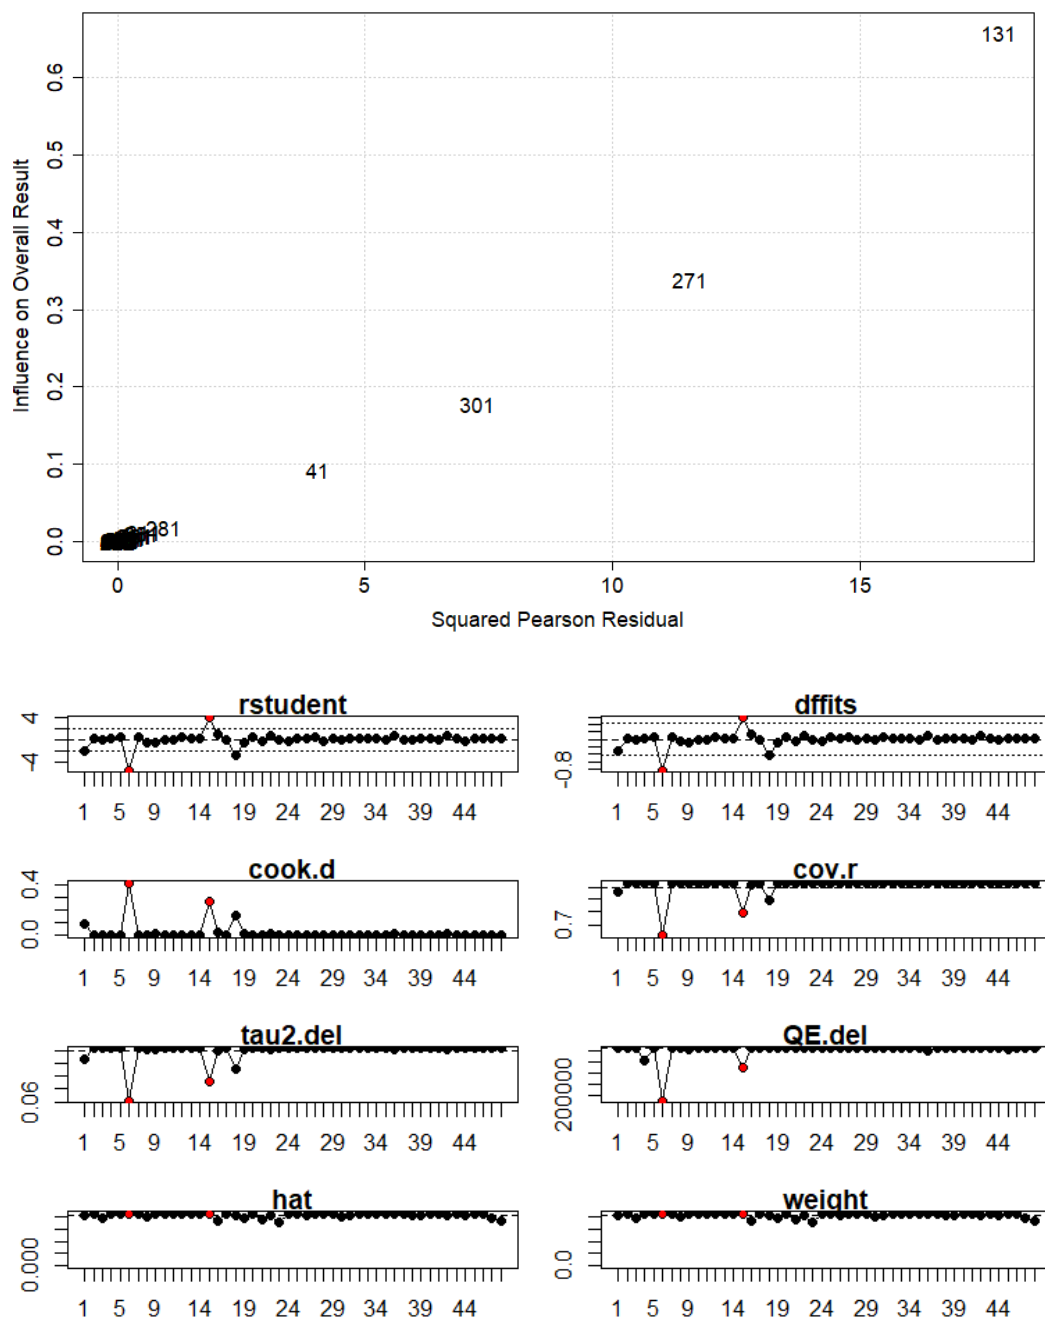 131
0.6
0.5
0.4
0.3
0.2
0.1
0.0
Influence on Overall Result
271
301
41
281
0 5 10 15
Squared Pearson Residual
rstudent
4
-4
1 5 9 14 19 24 29 34 39 44
dffits
-0.8
1 5 9 14 19 24 29 34 39 44
cook.d
0.4
0.0
1 5 9 14 19 24 29 34 39 44
cov.r
0.7
1 5 9 14 19 24 29 34 39 44
tau2.del
0.06
1 5 9 14 19 24 29 34 39 44
QE.del
2000000
1 5 9 14 19 24 29 34 39 44
hat
0.000
1 5 9 14 19 24 29 34 39 44
weight
0.0
1 5 9 14 19 24 29 34 39 44